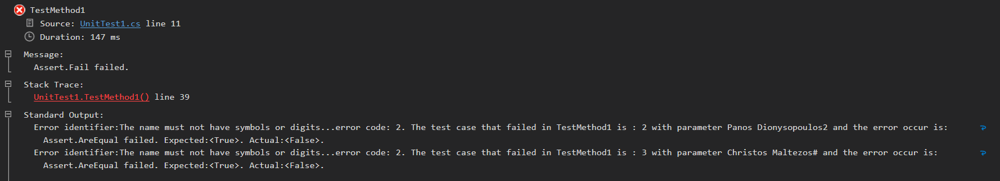 TestMethod1
Source: UnitTest1.cs line 11
Duration: 147 ms
Message:
Assert.Fail failed.
Stack Trace:
UnitTest1.TestMethod1() line 39
Standard Output:
Error identifier:The name must not have symbols or digits...error code: 2. The test case that failed in TestMethod1 is : 2 with parameter Panos Dionysopoulos2 and the error occur is:
Assert.AreEqual failed. Expected:<True>. Actual:<False>.
Error identifier:The name must not have symbols or digits...error code: 2. The test case that failed in TestMethod1 is : 3 with parameter Christos Maltezos# and the error occur is:
Assert.AreEqual failed. Expected:<True>. Actual:<False>.